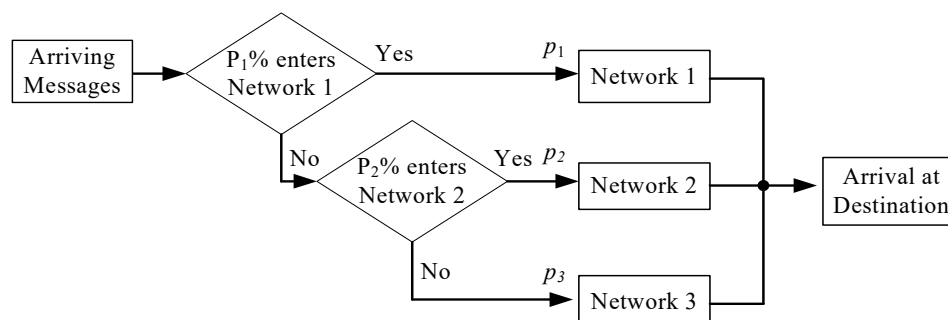 Arriving
Messages
P₁% enters
Network 1
Yes
p₁
Network 1
No
P₂% enters
Network 2
Yes
p₂
Network 2
Arrival at
Destination
No
p₃
Network 3